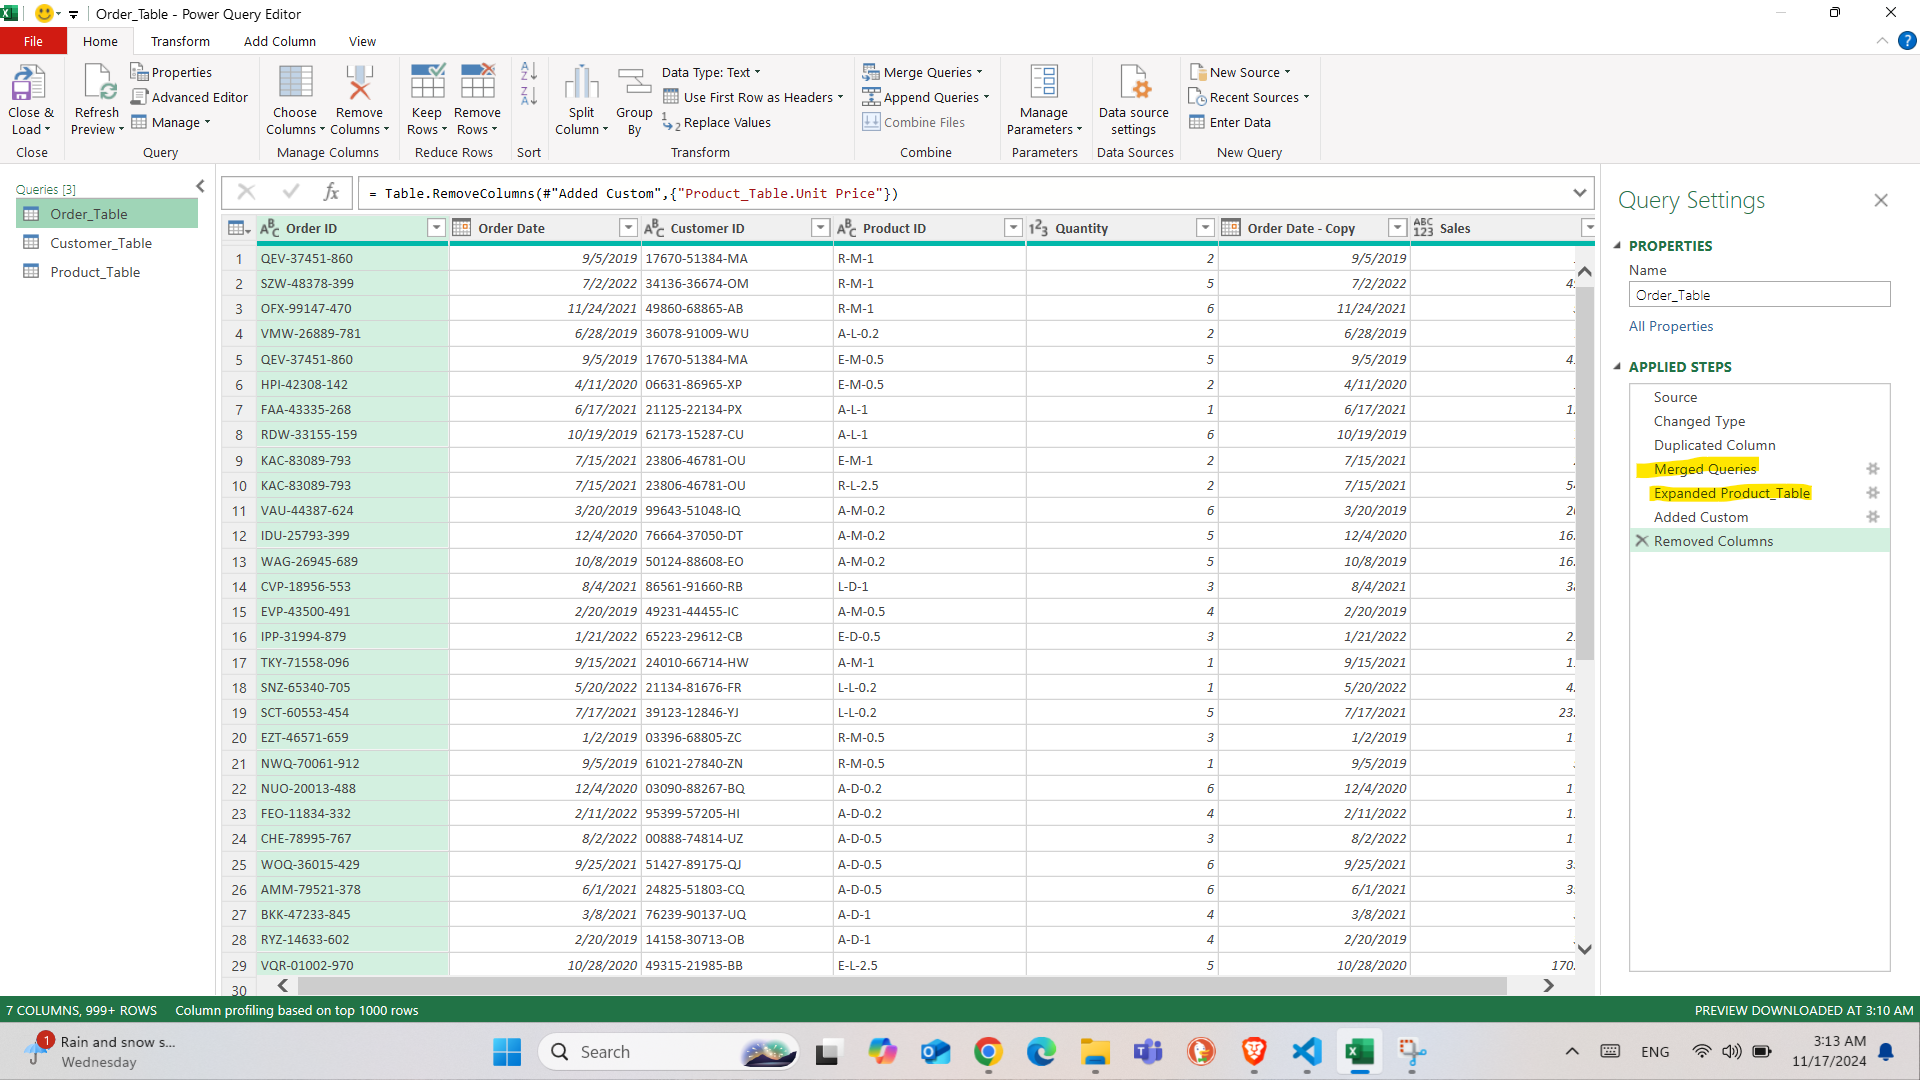 Order_Table - Power Query Editor
File Home Transform Add Column View
Close & Load
Close
Refresh Preview
Properties
Advanced Editor
Manage
Query
Choose Columns
Remove Columns
Manage Columns
Keep Rows
Remove Rows
Reduce Rows
Sort
Split Column
Group By
Data Type: Text
Use First Row as Headers
Replace Values
Transform
Merge Queries
Append Queries
Combine Files
Combine
Manage Parameters
Parameters
Data source settings
Data Sources
New Source
Recent Sources
Enter Data
New Query
Queries [3]
Order_Table
Customer_Table
Product_Table
= Table.RemoveColumns(#"Added Custom",{"Product_Table.Unit Price"})
Order ID Order Date Customer ID Product ID Quantity Order Date - Copy Sales
1 QEV-37451-860 9/5/2019 17670-51384-MA R-M-1 2 9/5/2019
2 SZW-48378-399 7/2/2022 34136-36674-OM R-M-1 5 7/2/2022
3 OFX-99147-470 11/24/2021 49860-68865-AB R-M-1 6 11/24/2021
4 VMW-26889-781 6/28/2019 36078-91009-WU A-L-0.2 2 6/28/2019
5 QEV-37451-860 9/5/2019 17670-51384-MA E-M-0.5 5 9/5/2019
6 HPI-42308-142 4/11/2020 06631-86965-XP E-M-0.5 2 4/11/2020
7 FAA-43335-268 6/17/2021 21125-22134-PX A-L-1 1 6/17/2021
8 RDW-33155-159 10/19/2019 62173-15287-CU A-L-1 6 10/19/2019
9 KAC-83089-793 7/15/2021 23806-46781-OU E-M-1 2 7/15/2021
10 KAC-83089-793 7/15/2021 23806-46781-OU R-L-2.5 2 7/15/2021
11 VAU-44387-624 3/20/2019 99643-51048-IQ A-M-0.2 6 3/20/2019
12 IDU-25793-399 12/4/2020 76664-37050-DT A-M-0.2 5 12/4/2020 16.
13 WAG-26945-689 10/8/2019 50124-88608-EO A-M-0.2 5 10/8/2019 16.
14 CVP-18956-553 8/4/2021 86561-91660-RB L-D-1 3 8/4/2021
15 EVP-43500-491 2/20/2019 49231-44455-IC A-M-0.5 4 2/20/2019
16 IPP-31994-879 1/21/2022 65223-29612-CB E-D-0.5 3 1/21/2022
17 TKY-71558-096 9/15/2021 24010-66714-HW A-M-1 1 9/15/2021
18 SNZ-65340-705 5/20/2022 21134-81676-FR L-L-0.2 1 5/20/2022
19 SCT-60553-454 7/17/2021 39123-12846-YJ L-L-0.2 5 7/17/2021 23.
20 EZT-46571-659 1/2/2019 03396-68805-ZC R-M-0.5 3 1/2/2019
21 NWQ-70061-912 9/5/2019 61021-27840-ZN R-M-0.5 1 9/5/2019
22 NUO-20013-488 12/4/2020 03090-88267-BQ A-D-0.2 6 12/4/2020
23 FEO-11834-332 2/11/2022 95399-57205-HI A-D-0.2 4 2/11/2022
24 CHE-78995-767 8/2/2022 00888-74814-UZ A-D-0.5 3 8/2/2022
25 WOQ-36015-429 9/25/2021 51427-89175-QJ A-D-0.5 6 9/25/2021
26 AMM-79521-378 6/1/2021 24825-51803-CQ A-D-0.5 6 6/1/2021
27 BKK-47233-845 3/8/2021 76239-90137-UQ A-D-1 4 3/8/2021
28 RYZ-14633-602 2/20/2019 14158-30713-OB A-D-1 4 2/20/2019
29 VQR-01002-970 10/28/2020 49315-21985-BB E-L-2.5 5 10/28/2020 170.
30
Query Settings
PROPERTIES
Name
Order_Table
All Properties
APPLIED STEPS
Source
Changed Type
Duplicated Column
Merged Queries
Expanded Product_Table
Added Custom
Removed Columns
7 COLUMNS, 999+ ROWS Column profiling based on top 1000 rows PREVIEW DOWNLOADED AT 3:10 AM
1
Rain and snow s...
Wednesday
Search
ENG
3:13 AM
11/17/2024